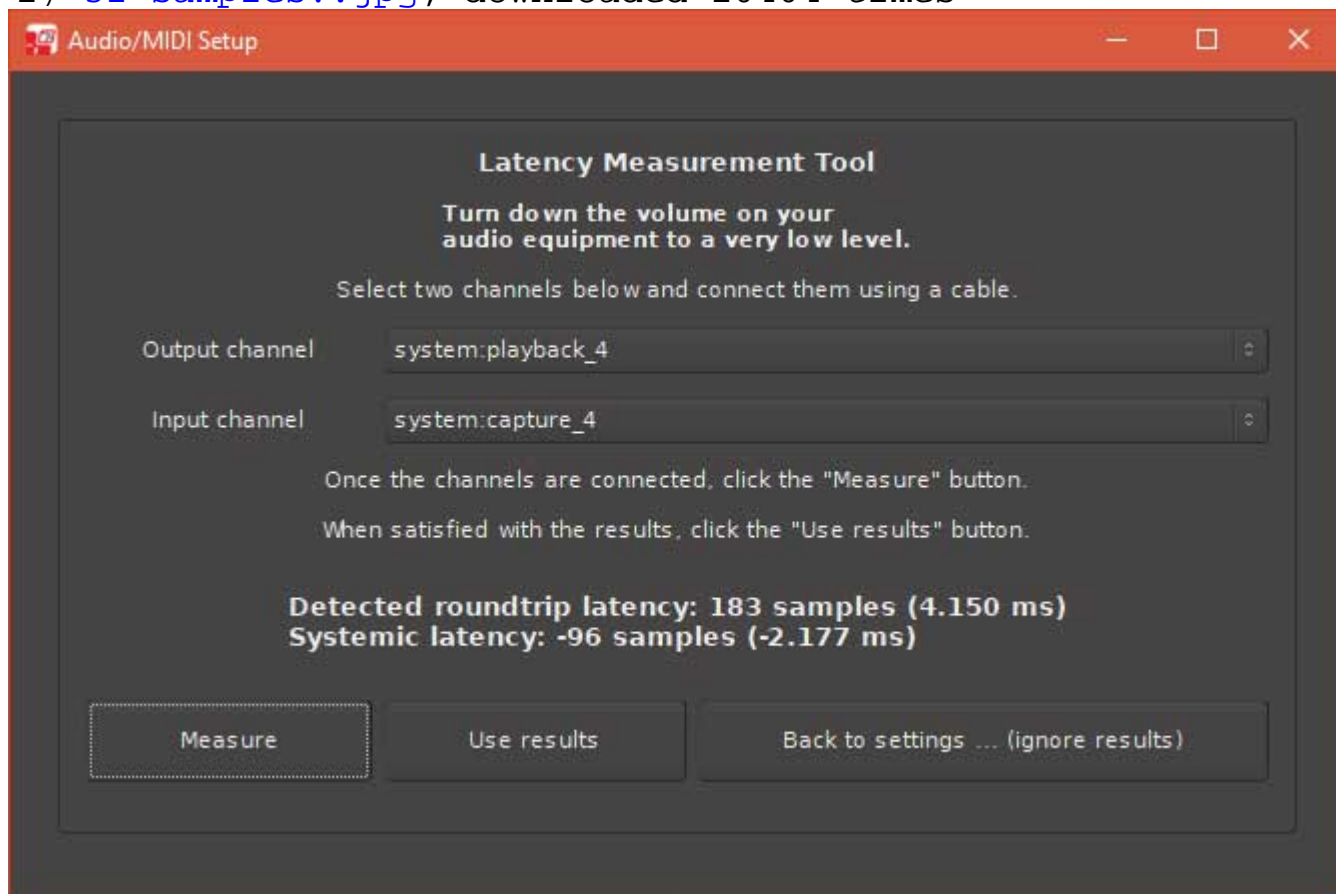 Audio/MIDI Setup
Latency Measurement Tool
Turn down the volume on your
audio equipment to a very low level.
Select two channels below and connect them using a cable.
Output channel system:playback_4
Input channel system:capture_4
Once the channels are connected, click the "Measure" button.
When satisfied with the results, click the "Use results" button.
Detected roundtrip latency: 183 samples (4.150 ms)
Systemic latency: -96 samples (-2.177 ms)
Measure Use results Back to settings ... (ignore results)